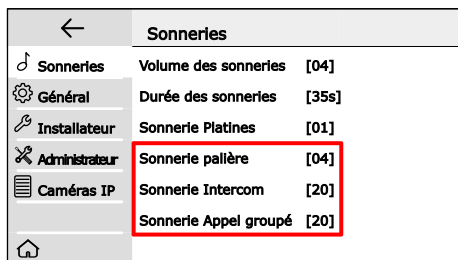 Sonneries
Sonneries
Volume des sonneries [04]
Général
Durée des sonneries [35s]
Installateur
Sonnerie Platines [01]
Administrateur
Sonnerie palière [04]
Caméras IP
Sonnerie Intercom [20]
Sonnerie Appel groupé [20]